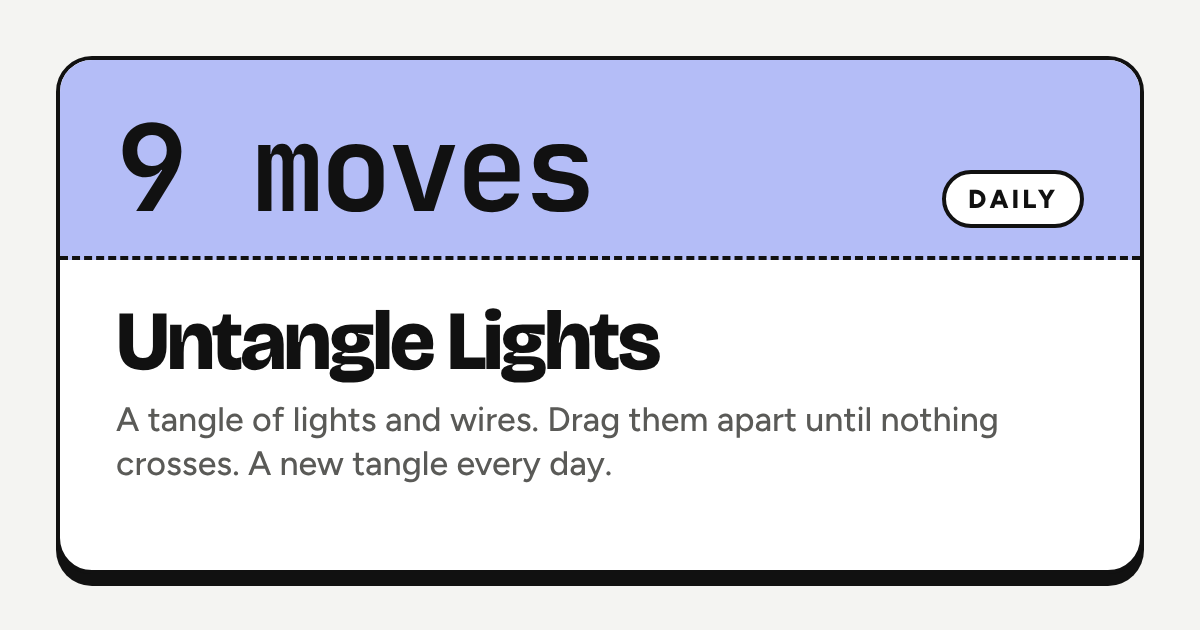 9 moves
DAILY
Untangle Lights
A tangle of lights and wires. Drag them apart until nothing
crosses. A new tangle every day.